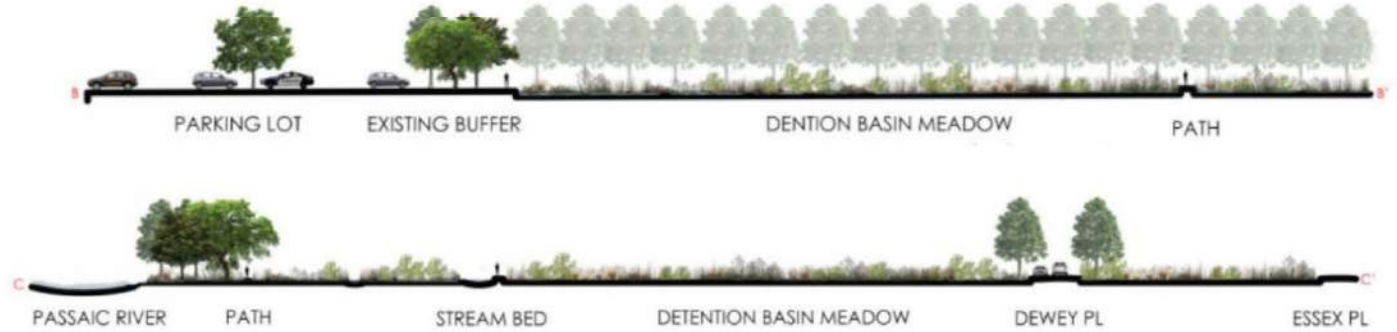 B B'
PARKING LOT EXISTING BUFFER DENTION BASIN MEADOW PATH
C C'
PASSAIC RIVER PATH STREAM BED DETENTION BASIN MEADOW DEWEY PL ESSEX PL